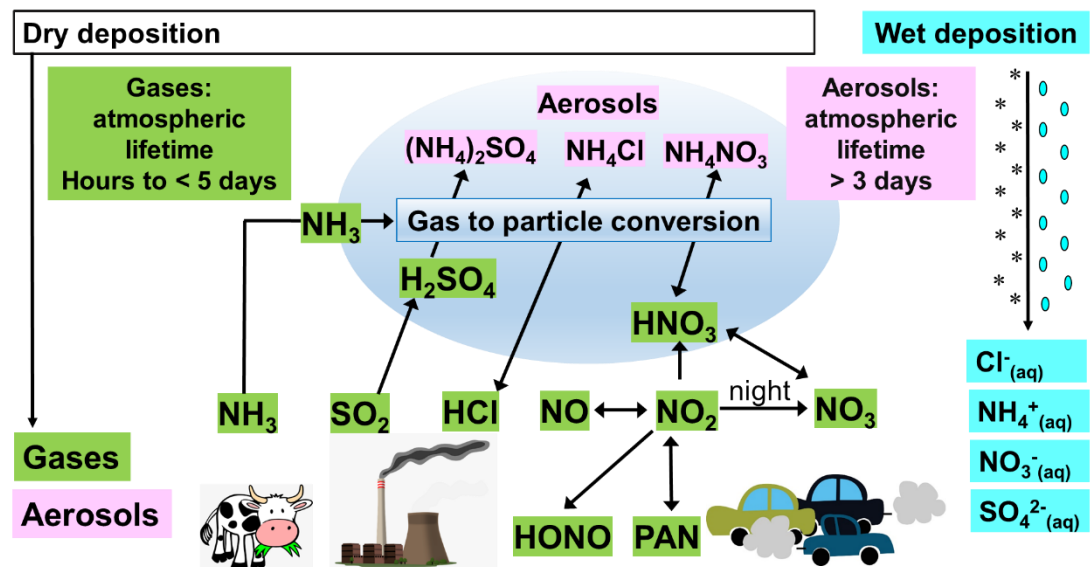 Dry deposition
Wet deposition
Gases:
atmospheric
lifetime
Hours to < 5 days
Aerosols
(NH₄)₂SO₄
NH₄Cl
NH₄NO₃
Aerosols:
atmospheric
lifetime
> 3 days
NH₃
Gas to particle conversion
H₂SO₄
HNO₃
NH₃
SO₂
HCl
NO
NO₂
night
NO₃
HONO
PAN
Gases
Aerosols
Cl⁻(aq)
NH₄⁺(aq)
NO₃⁻(aq)
SO₄²⁻(aq)